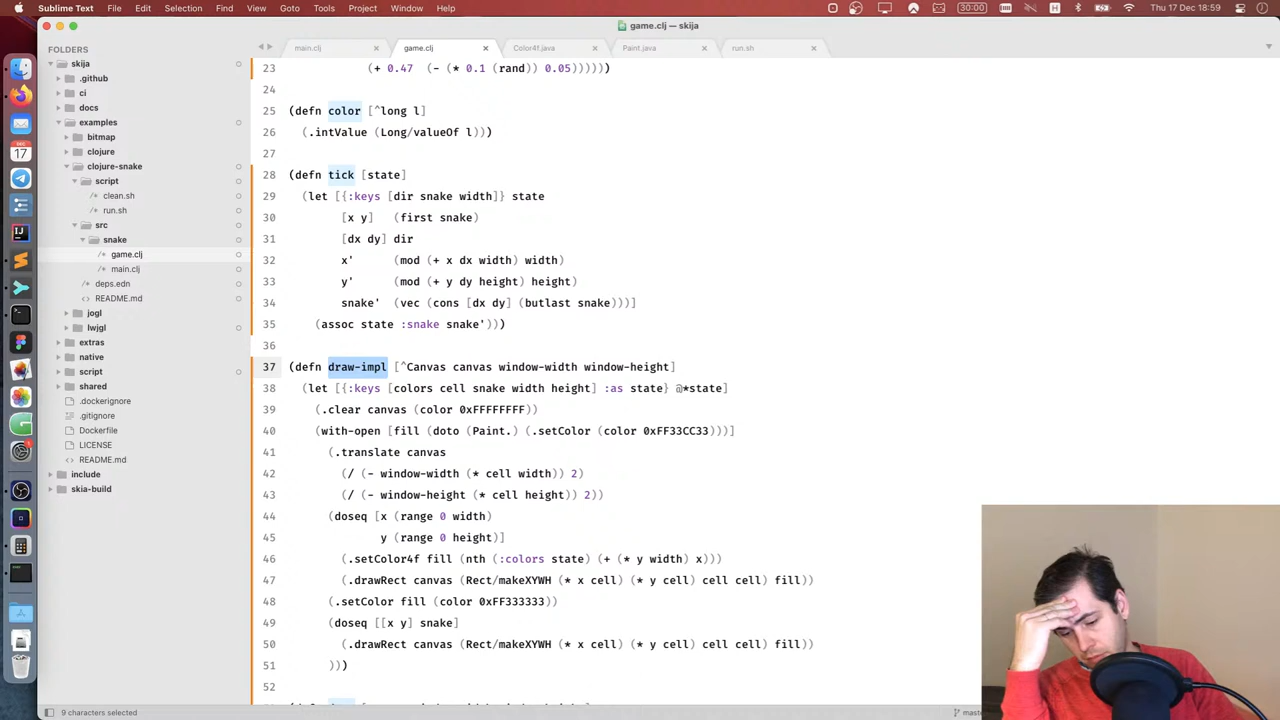 Sublime Text File Edit Selection Find View Goto Tools Project Window Help 30:00 Thu 17 Dec 18:59
game.clj — skija
FOLDERS
skija
.github
ci
docs
examples
bitmap
clojure
clojure-snake
script
clean.sh
run.sh
src
snake
game.clj
main.clj
deps.edn
README.md
jogl
lwjgl
extras
native
script
shared
.dockerignore
.gitignore
Dockerfile
LICENSE
README.md
include
skia-build
main.clj game.clj Color4f.java Paint.java run.sh
23 (+ 0.47 (- (* 0.1 (rand)) 0.05)))))
24
25 (defn color [^long l]
26 (.intValue (Long/valueOf l)))
27
28 (defn tick [state]
29 (let [{:keys [dir snake width]} state
30 [x y] (first snake)
31 [dx dy] dir
32 x' (mod (+ x dx width) width)
33 y' (mod (+ y dy height) height)
34 snake' (vec (cons [dx dy] (butlast snake)))]
35 (assoc state :snake snake')))
36
37 (defn draw-impl [^Canvas canvas window-width window-height]
38 (let [{:keys [colors cell snake width height] :as state} @*state]
39 (.clear canvas (color 0xFFFFFFFF))
40 (with-open [fill (doto (Paint.) (.setColor (color 0xFF33CC33)))]
41 (.translate canvas
42 (/ (- window-width (* cell width)) 2)
43 (/ (- window-height (* cell height)) 2))
44 (doseq [x (range 0 width)
45 y (range 0 height)]
46 (.setColor4f fill (nth (:colors state) (+ (* y width) x)))
47 (.drawRect canvas (Rect/makeXYWH (* x cell) (* y cell) cell cell) fill))
48 (.setColor fill (color 0xFF333333))
49 (doseq [[x y] snake]
50 (.drawRect canvas (Rect/makeXYWH (* x cell) (* y cell) cell cell) fill))
51 )))
52
9 characters selected